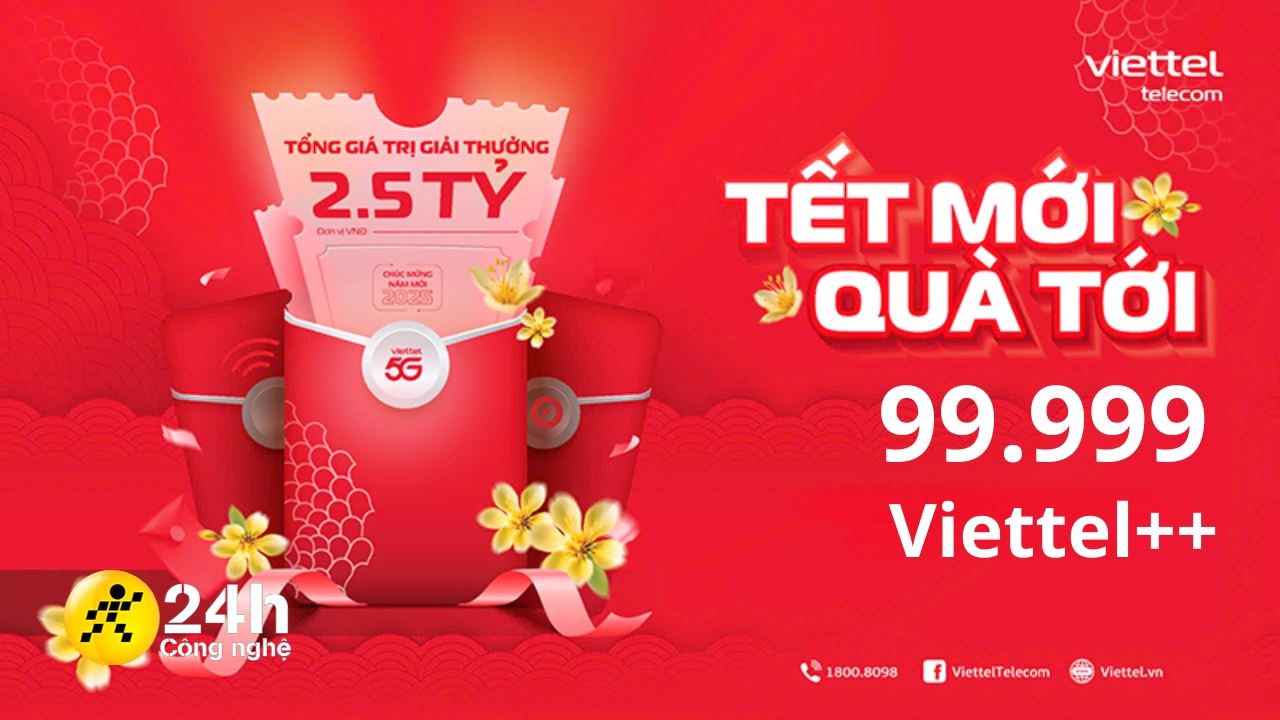 viettel
telecom
TỔNG GIÁ TRỊ GIẢI THƯỞNG
2.5 TỶ
Đơn vị VNĐ
CHÚC MỪNG
NĂM MỚI
2025
viettel
5G
TẾT MỚI
QUÀ TỚI
99.999
Viettel++
24h
Công nghệ
1800.8098
ViettelTelecom
Viettel.vn